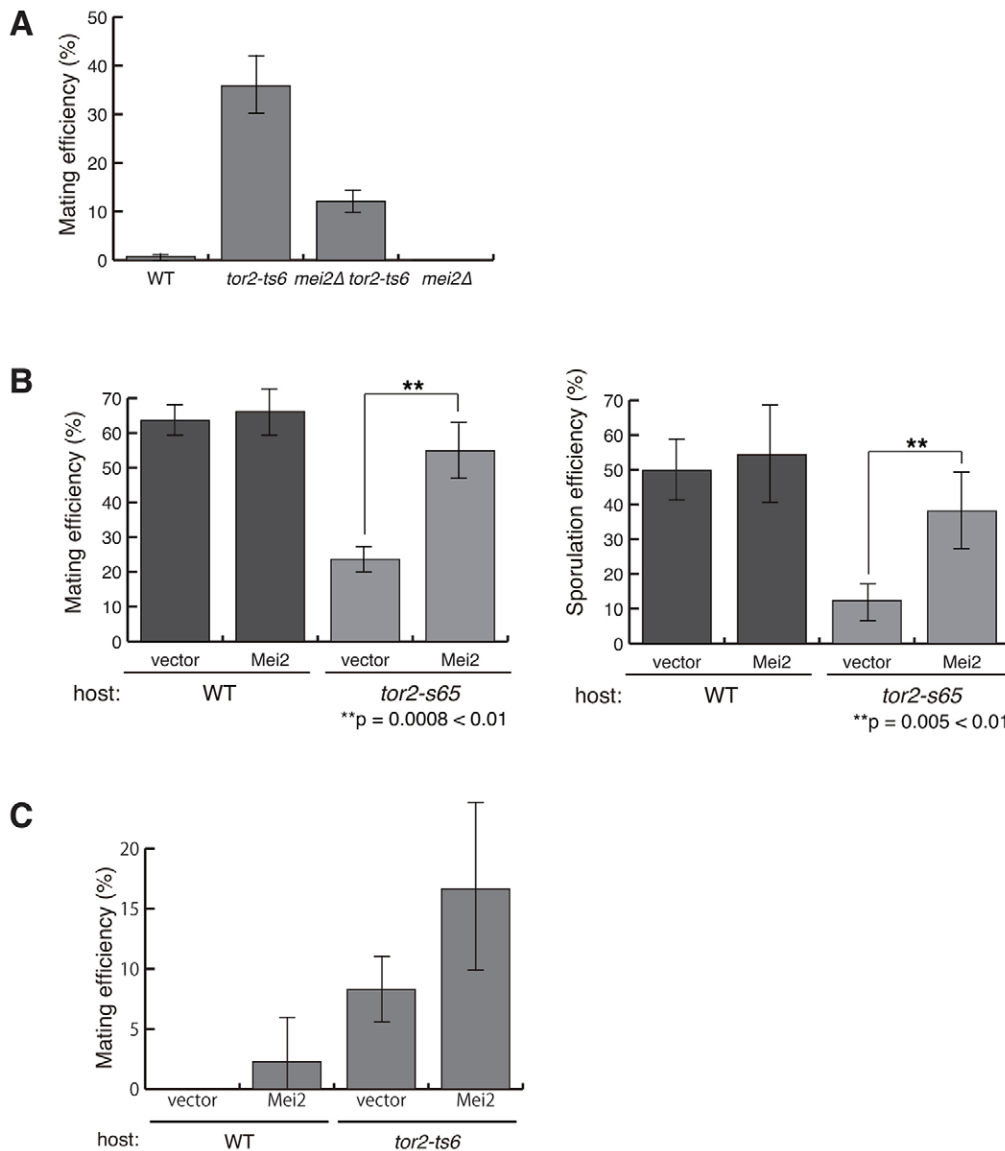 A
Mating efficiency (%)
50
40
30
20
10
0
WT tor2-ts6 mei2Δ tor2-ts6 mei2Δ
B
Mating efficiency (%)
70
60
50
40
30
20
10
0
vector Mei2 vector Mei2
host: WT tor2-s65
**
**p = 0.0008 < 0.01
Sporulation efficiency (%)
70
60
50
40
30
20
10
0
**
vector Mei2 vector Mei2
host: WT tor2-s65
**p = 0.005 < 0.01
C
Mating efficiency (%)
20
15
10
5
0
vector Mei2 vector Mei2
host: WT tor2-ts6